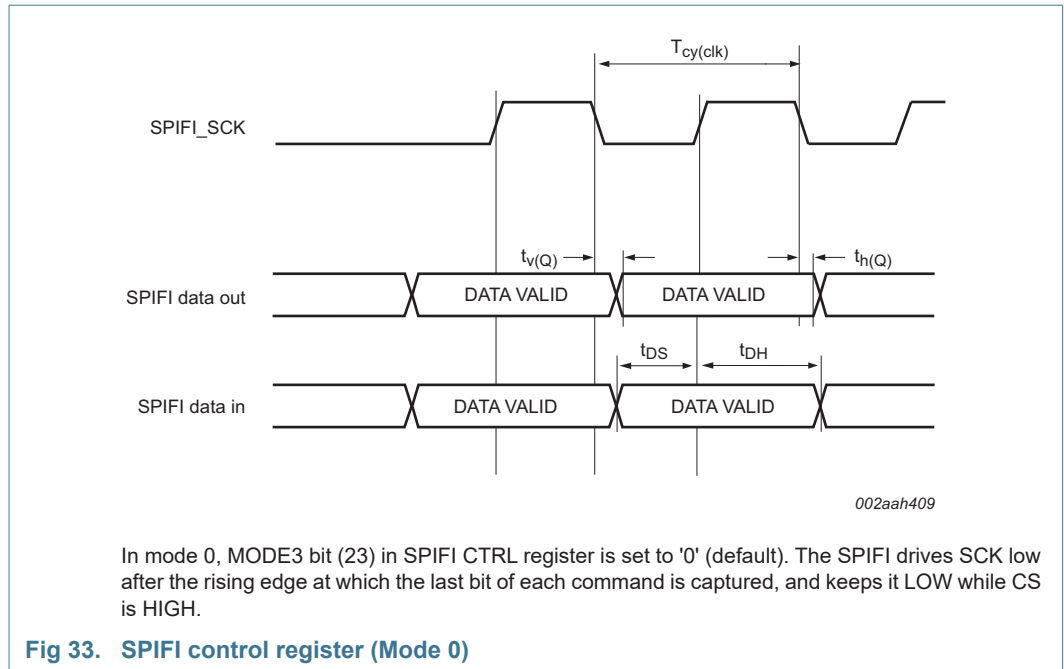 Tcy(clk)
SPIFI_SCK
tv(Q)
th(Q)
SPIFI data out
DATA VALID
DATA VALID
tDS
tDH
SPIFI data in
DATA VALID
DATA VALID
002aah409
In mode 0, MODE3 bit (23) in SPIFI CTRL register is set to '0' (default). The SPIFI drives SCK low
after the rising edge at which the last bit of each command is captured, and keeps it LOW while CS
is HIGH.
Fig 33. SPIFI control register (Mode 0)